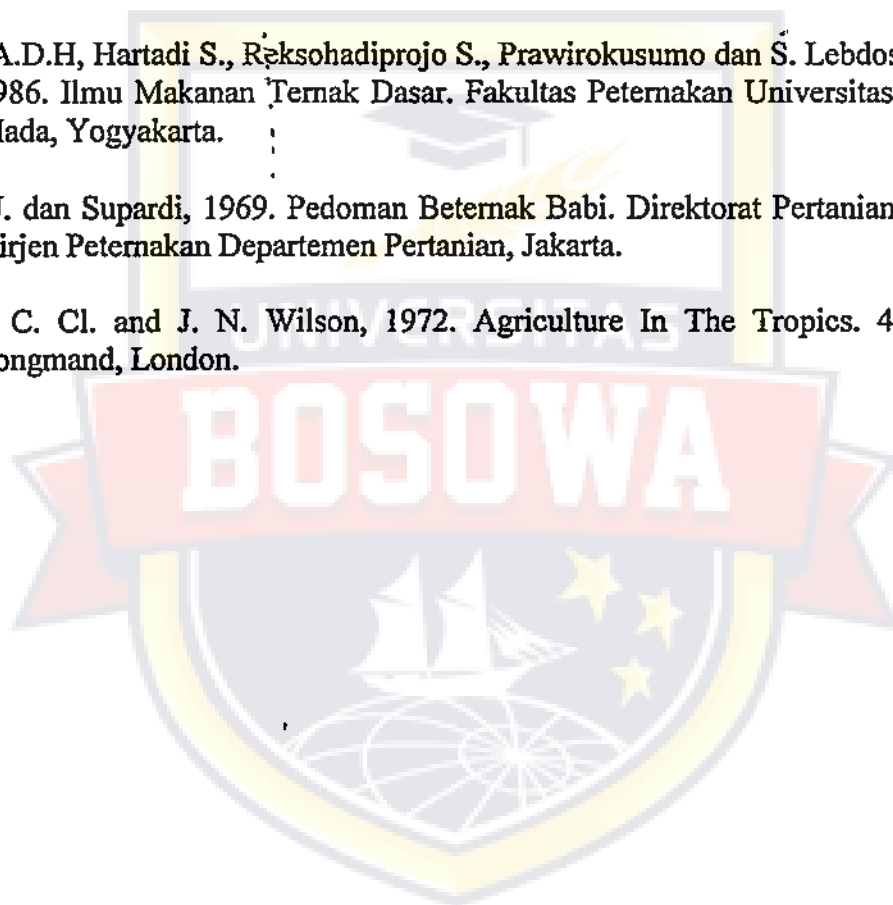 A.D.H, Hartadi S., Reksohadiprojo S., Prawirokusumo dan S. Lebdos
986. Ilmu Makanan Ternak Dasar. Fakultas Peternakan Universitas
Mada, Yogyakarta.
J. dan Supardi, 1969. Pedoman Beternak Babi. Direktorat Pertanian
irjen Peternakan Departemen Pertanian, Jakarta.
C. Cl. and J. N. Wilson, 1972. Agriculture In The Tropics. 4
ongmand, London.
UNIVERSITAS
BOSOWA